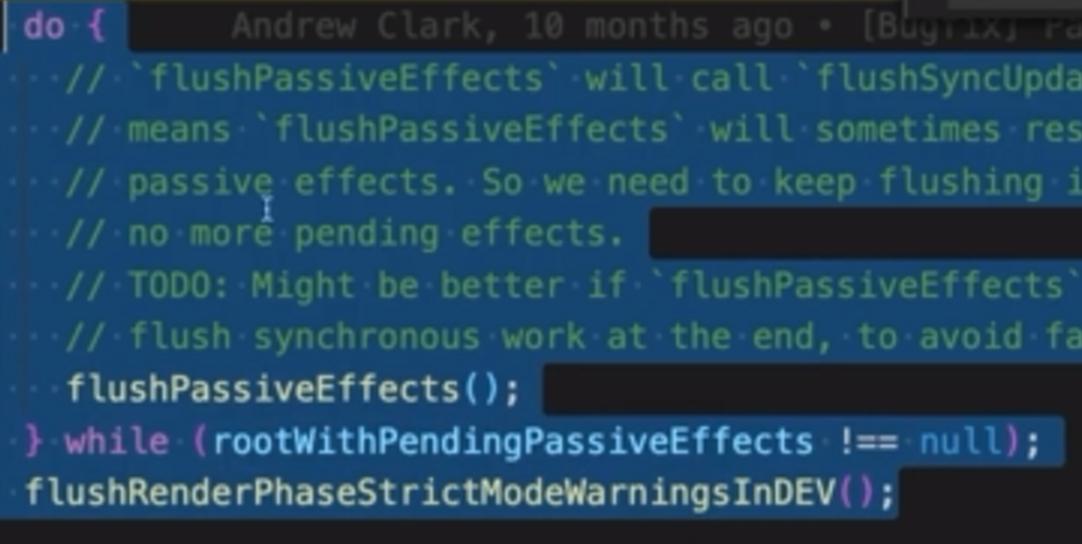 do {      Andrew Clark, 10 months ago • [Bugfix]
// `flushPassiveEffects` will call `flushSyncUpda
// means `flushPassiveEffects` will sometimes res
// passive effects. So we need to keep flushing i
// no more pending effects.
// TODO: Might be better if `flushPassiveEffects`
// flush synchronous work at the end, to avoid fa
flushPassiveEffects();
} while (rootWithPendingPassiveEffects !== null);
flushRenderPhaseStrictModeWarningsInDEV();